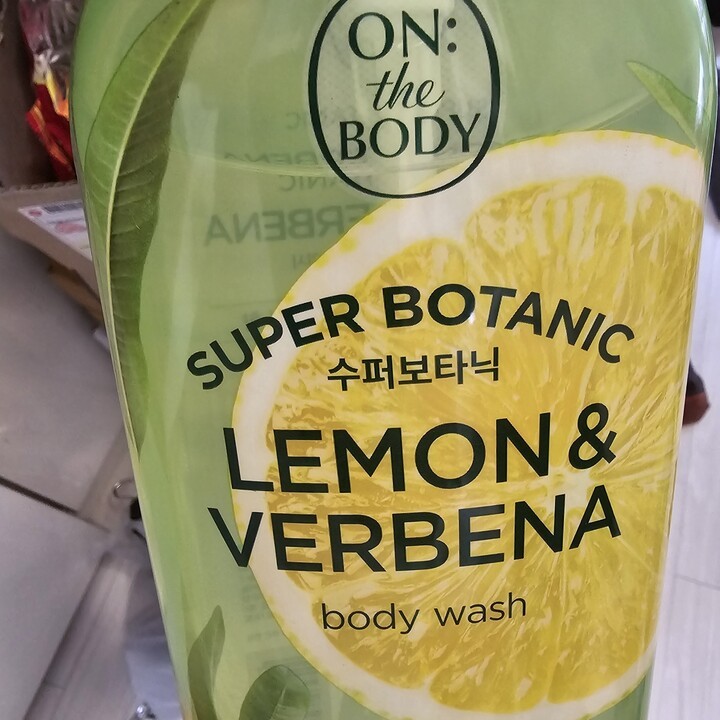 ON:
the
BODY
SUPER BOTANIC
수퍼보타닉
LEMON &
VERBENA
body wash